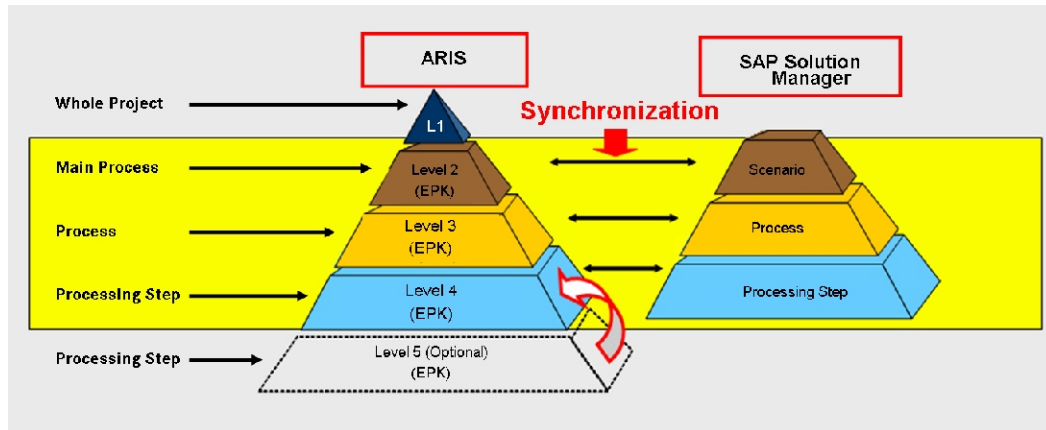 ARIS
SAP Solution
Manager
Whole Project
L1
Synchronization
Main Process
Level 2
(EPK)
Scenario
Process
Level 3
(EPK)
Process
Processing Step
Level 4
(EPK)
Processing Step
Processing Step
Level 5 (Optional)
(EPK)